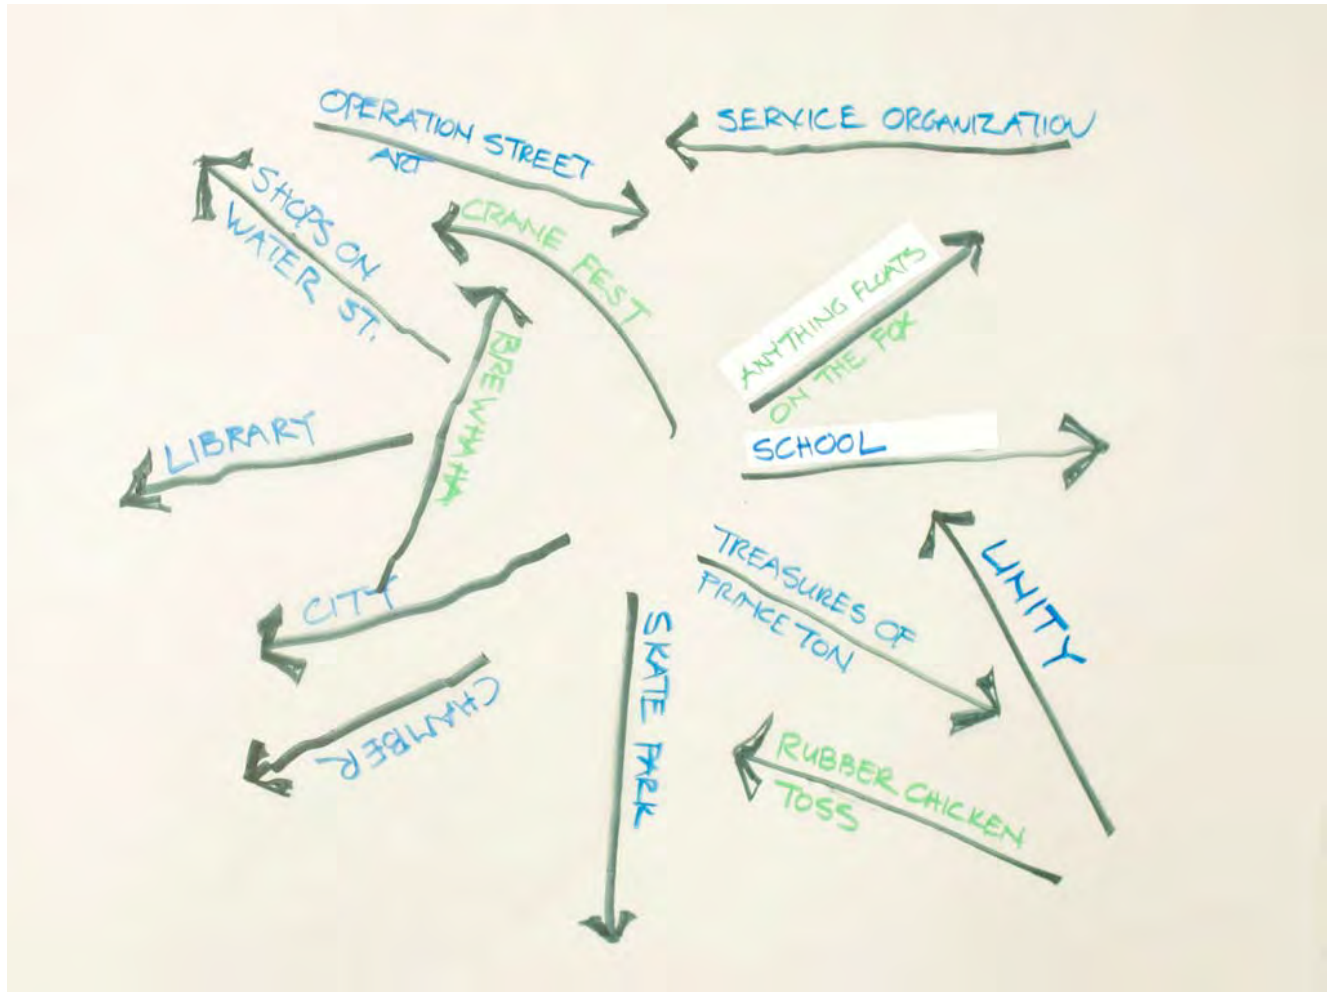 OPERATION STREET
ART
SERVICE ORGANIZATION
SHOPS ON
WATER ST.
CRANE FEST
ANYTHING FLOATS
ON THE FOX
BREWHAHA
LIBRARY
SCHOOL
CITY
TREASURES OF
PRINCETON
UNITY
CHAMBER
SKATE PARK
RUBBER CHICKEN
TOSS